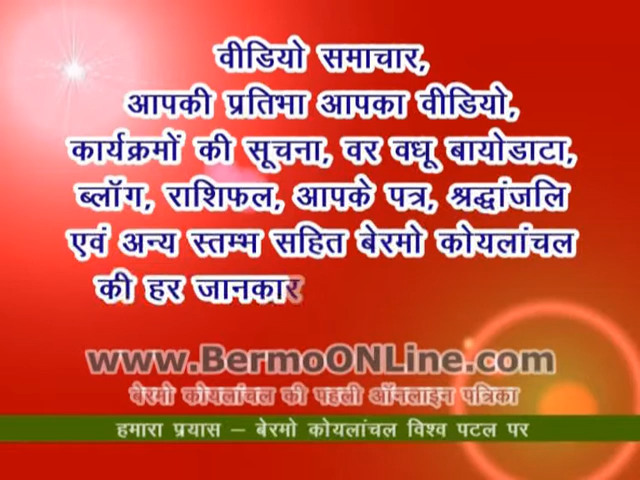 वीडियो समाचार,
आपकी प्रतिभा आपका वीडियो,
कार्यक्रमों की सूचना, वर वधू बायोडाटा,
ब्लॉग, राशिफल, आपके पत्र, श्रद्धांजलि
एवं अन्य स्तम्भ सहित बेरमो कोयलांचल
की हर जानकार
www.BermoONLine.com
बेरमो कोयलांचल की पहली ऑनलाइन पत्रिका
हमारा प्रयास – बेरमो कोयलांचल विश्व पटल पर